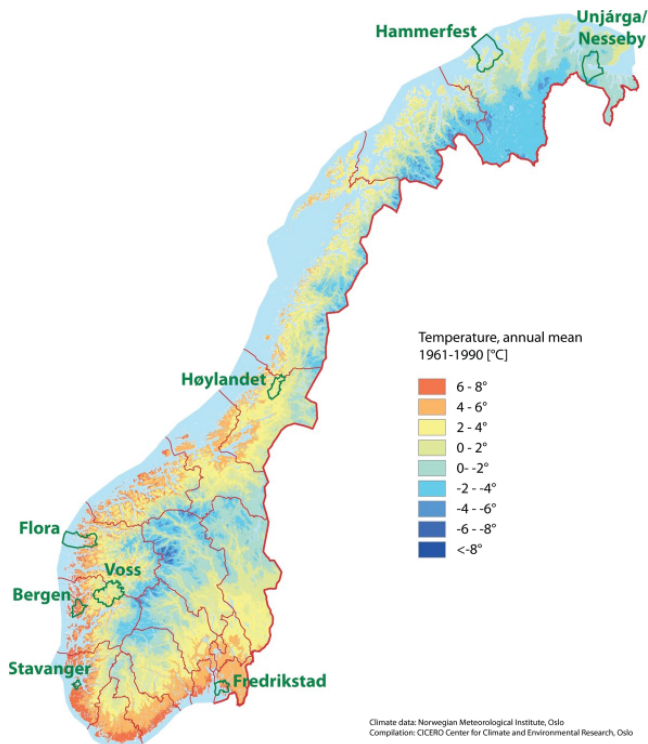 Hammerfest
Unjárga/
Nesseby
Høylandet
Temperature, annual mean
1961-1990 [°C]
6 - 8°
4 - 6°
2 - 4°
0 - 2°
0- -2°
-2 - -4°
-4 - -6°
-6 - -8°
<-8°
Flora
Voss
Bergen
Stavanger
Fredrikstad
Climate data: Norwegian Meteorological Institute, Oslo
Compilation: CICERO Center for Climate and Environmental Research, Oslo